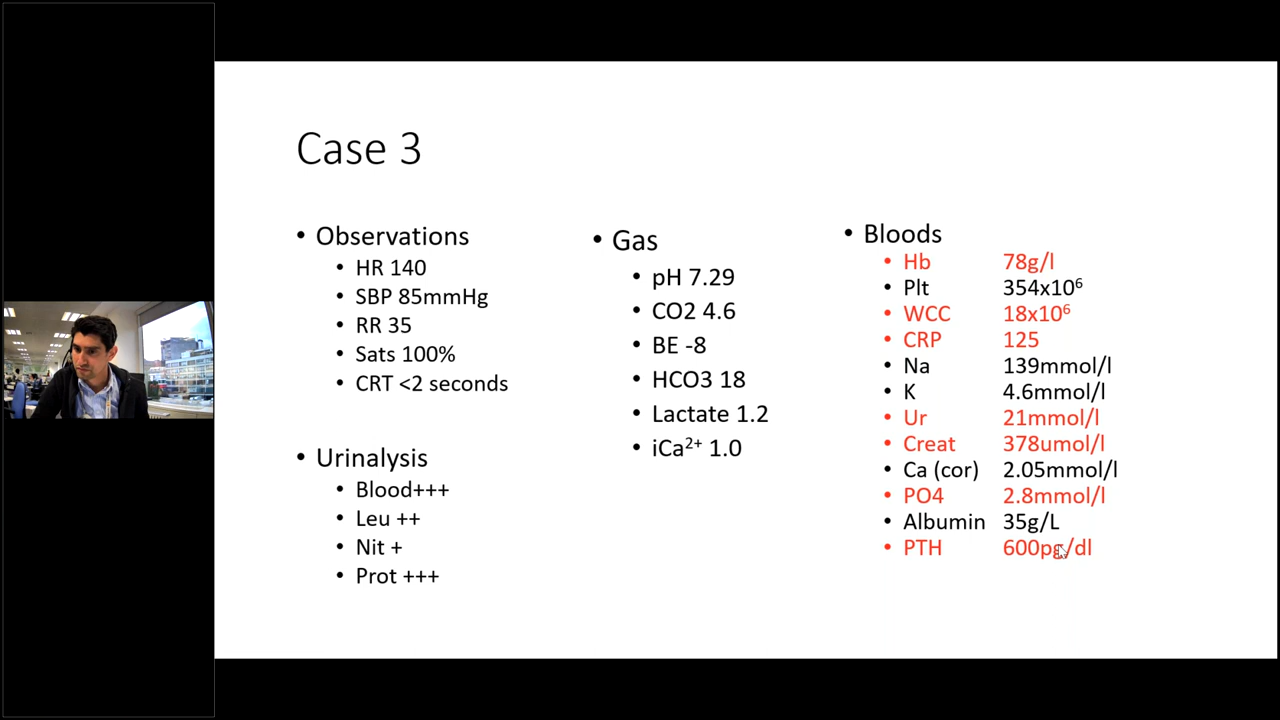 Case 3
Observations
HR 140
SBP 85mmHg
RR 35
Sats 100%
CRT <2 seconds
Urinalysis
Blood+++
Leu ++
Nit +
Prot +++
Gas
pH 7.29
CO2 4.6
BE -8
HCO3 18
Lactate 1.2
iCa²⁺ 1.0
Bloods
Hb 78g/l
Plt 354x10⁶
WCC 18x10⁶
CRP 125
Na 139mmol/l
K 4.6mmol/l
Ur 21mmol/l
Creat 378umol/l
Ca (cor) 2.05mmol/l
PO4 2.8mmol/l
Albumin 35g/L
PTH 600pg/dl